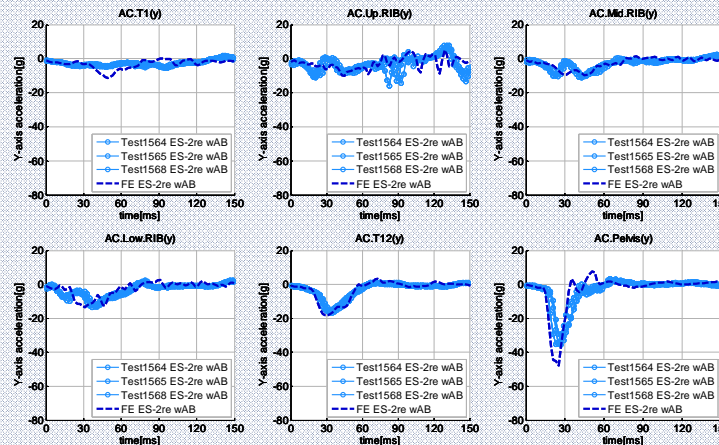 AC.T1(y)
Y-axis acceleration[g]
20
0
-20
-40
-60
-80
Test1564 ES-2re wAB
Test1565 ES-2re wAB
Test1568 ES-2re wAB
FE ES-2re wAB
0 30 60 90 120 150
time[ms]
AC.Up.RIB(y)
Y-axis acceleration[g]
20
0
-20
-40
-60
-80
Test1564 ES-2re wAB
Test1565 ES-2re wAB
Test1568 ES-2re wAB
FE ES-2re wAB
0 30 60 90 120 150
time[ms]
AC.Mid.RIB(y)
Y-axis acceleration[g]
20
0
-20
-40
-60
-80
Test1564 ES-2re wAB
Test1565 ES-2re wAB
Test1568 ES-2re wAB
FE ES-2re wAB
0 30 60 90 120 150
time[ms]
AC.Low.RIB(y)
Y-axis acceleration[g]
20
0
-20
-40
-60
-80
Test1564 ES-2re wAB
Test1565 ES-2re wAB
Test1568 ES-2re wAB
FE ES-2re wAB
0 30 60 90 120 150
time[ms]
AC.T12(y)
Y-axis acceleration[g]
20
0
-20
-40
-60
-80
Test1564 ES-2re wAB
Test1565 ES-2re wAB
Test1568 ES-2re wAB
FE ES-2re wAB
0 30 60 90 120 150
time[ms]
AC.Pelvis(y)
Y-axis acceleration[g]
20
0
-20
-40
-60
-80
Test1564 ES-2re wAB
Test1565 ES-2re wAB
Test1568 ES-2re wAB
FE ES-2re wAB
0 30 60 90 120 150
time[ms]